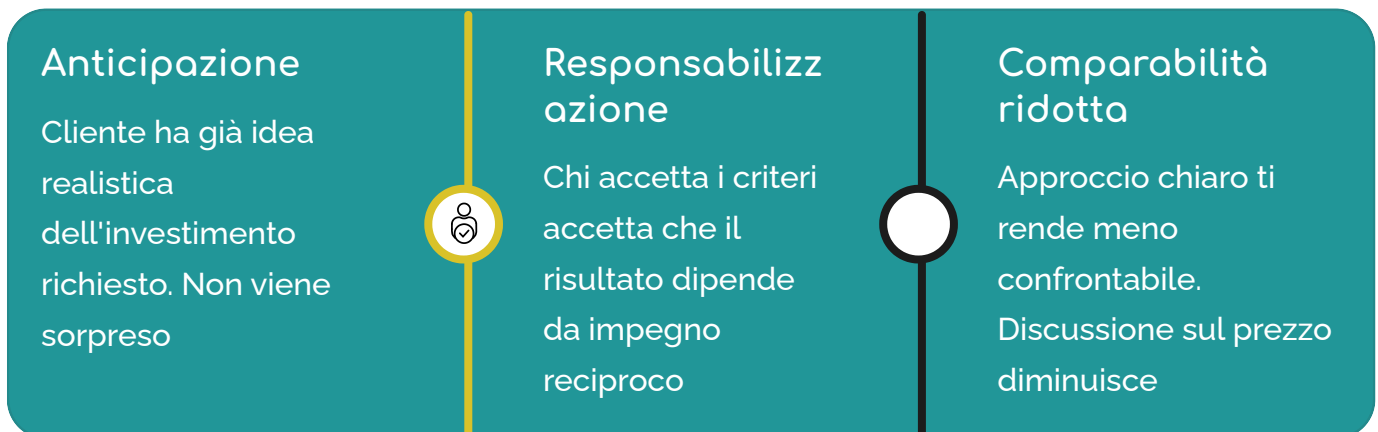 Anticipazione
Cliente ha già idea
realistica
dell'investimento
richiesto. Non viene
sorpreso
Responsabilizz
azione
Chi accetta i criteri
accetta che il
risultato dipende
da impegno
reciproco
Comparabilità
ridotta
Approccio chiaro ti
rende meno
confrontabile.
Discussione sul prezzo
diminuisce